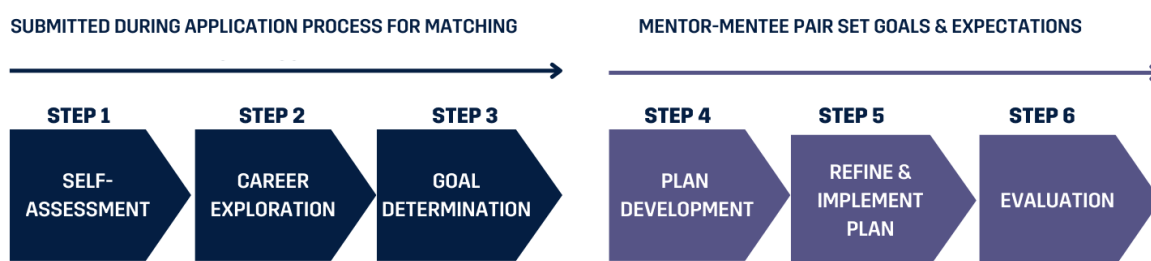 SUBMITTED DURING APPLICATION PROCESS FOR MATCHING
STEP 1
SELF-
ASSESSMENT
STEP 2
CAREER
EXPLORATION
STEP 3
GOAL
DETERMINATION
MENTOR-MENTEE PAIR SET GOALS & EXPECTATIONS
STEP 4
PLAN
DEVELOPMENT
STEP 5
REFINE &
IMPLEMENT
PLAN
STEP 6
EVALUATION